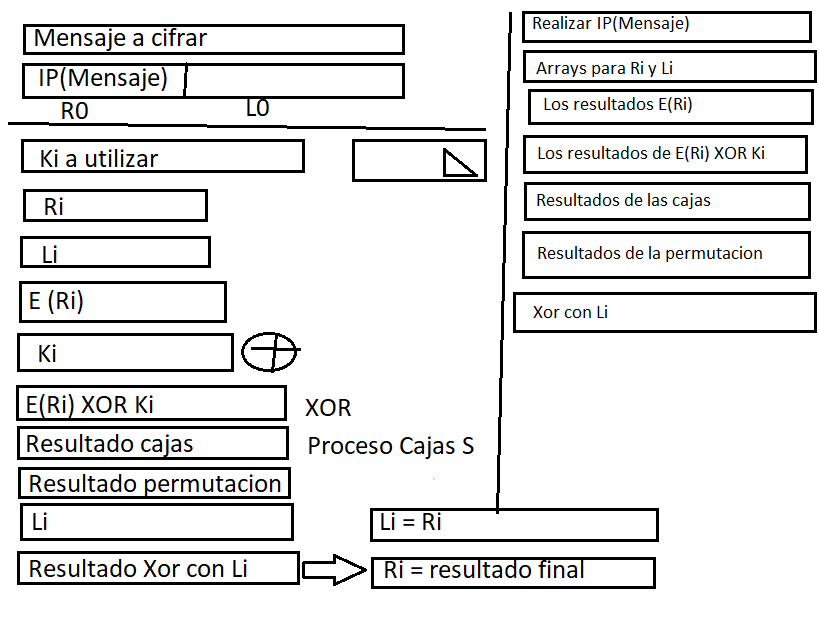 Mensaje a cifrar
IP(Mensaje)
R0
L0
Ki a utilizar
Ri
Li
E (Ri)
Ki
E(Ri) XOR Ki
XOR
Resultado cajas
Proceso Cajas S
Resultado permutacion
Li
Li = Ri
Resultado Xor con Li
Ri = resultado final
Realizar IP(Mensaje)
Arrays para Ri y Li
Los resultados E(Ri)
Los resultados de E(Ri) XOR Ki
Resultados de las cajas
Resultados de la permutacion
Xor con Li